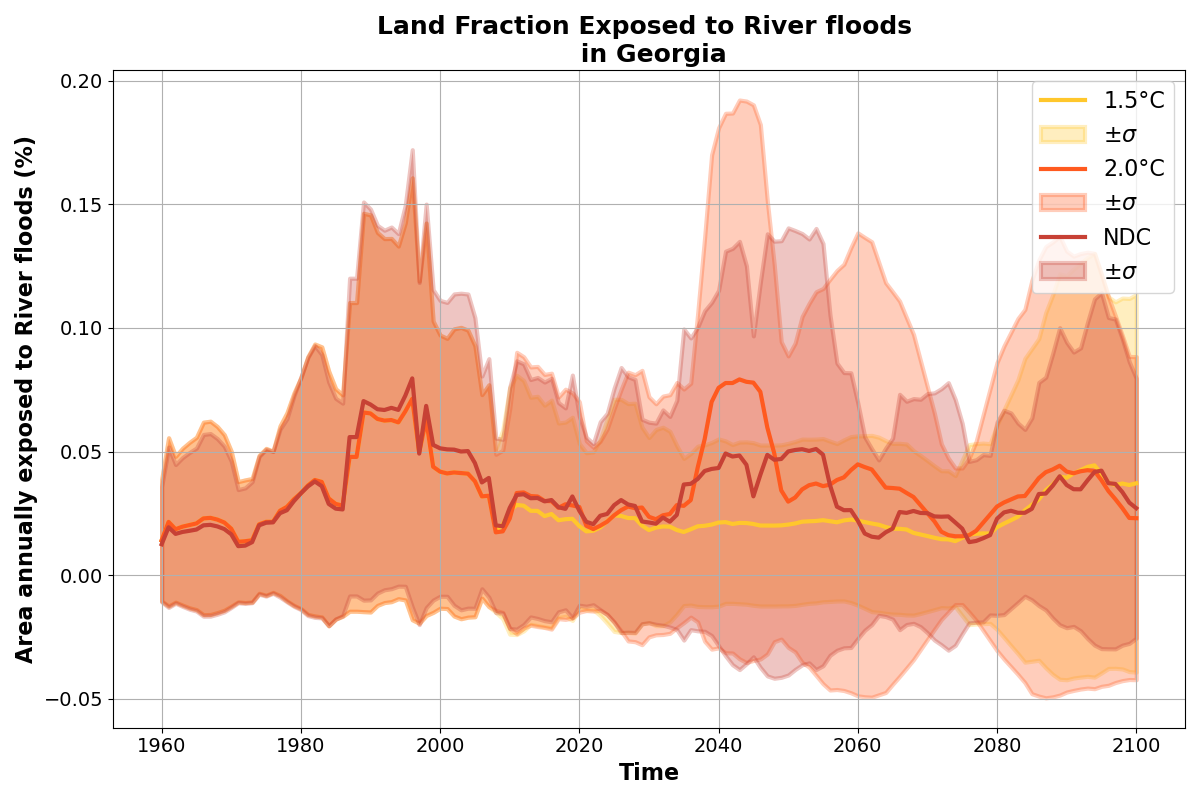 Land Fraction Exposed to River floods
in Georgia
Area annually exposed to River floods (%)
0.20
0.15
0.10
0.05
0.00
−0.05
1.5°C
±σ
2.0°C
±σ
NDC
±σ
1960 1980 2000 2020 2040 2060 2080 2100
Time